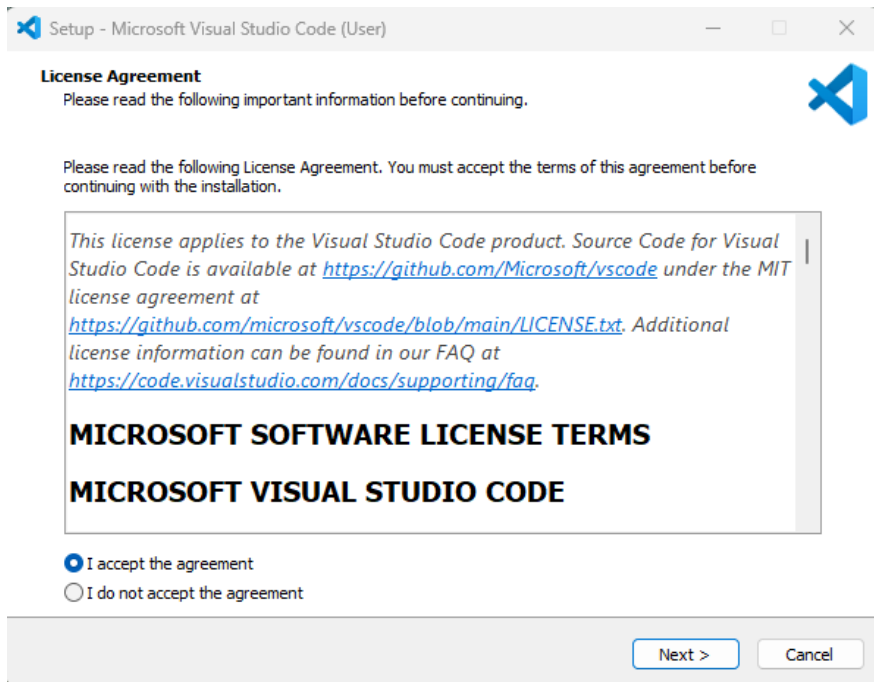 Setup - Microsoft Visual Studio Code (User)
License Agreement
Please read the following important information before continuing.
Please read the following License Agreement. You must accept the terms of this agreement before
continuing with the installation.
This license applies to the Visual Studio Code product. Source Code for Visual
Studio Code is available at https://github.com/Microsoft/vscode under the MIT
license agreement at
https://github.com/microsoft/vscode/blob/main/LICENSE.txt. Additional
license information can be found in our FAQ at
https://code.visualstudio.com/docs/supporting/faq.
MICROSOFT SOFTWARE LICENSE TERMS
MICROSOFT VISUAL STUDIO CODE
I accept the agreement
I do not accept the agreement
Next >
Cancel